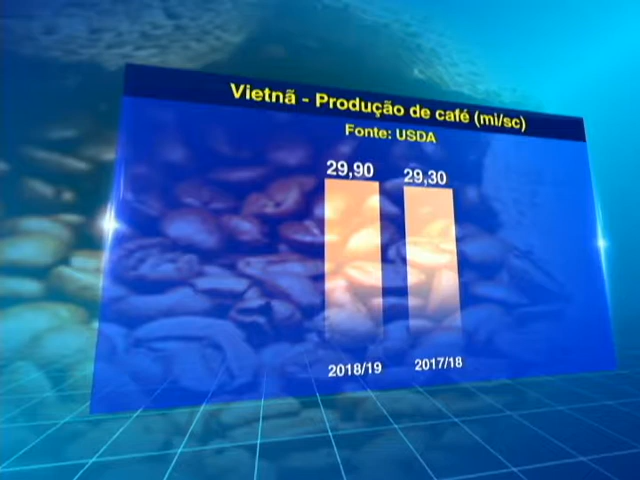 Vietnã - Produção de café (mi/sc)
Fonte: USDA
29,90
29,30
2018/19
2017/18